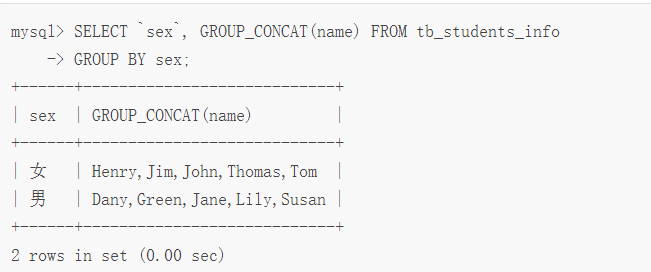 mysql> SELECT `sex`, GROUP_CONCAT(name) FROM tb_students_info
    -> GROUP BY sex;
+------+----------------------------+
| sex  | GROUP_CONCAT(name)         |
+------+----------------------------+
| 女   | Henry,Jim,John,Thomas,Tom  |
| 男   | Dany,Green,Jane,Lily,Susan |
+------+----------------------------+
2 rows in set (0.00 sec)